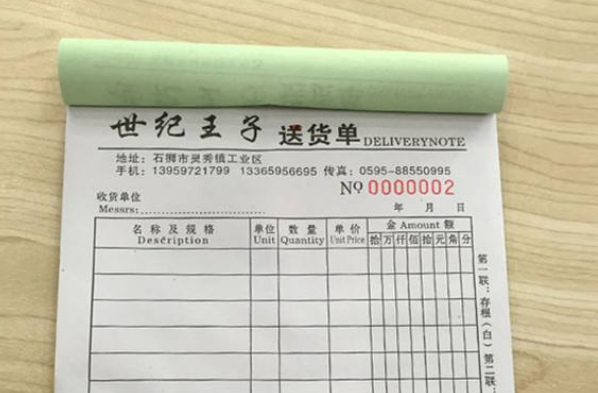 世纪王子 送货单 DELIVERYNOTE
地址：石狮市灵秀镇工业区
手机：13959721799 13365956695 传真：0595-88550995
No 0000002
收货单位
Messrs:
年 月 日
名称及规格 单位 数量 单价 金 Amount 额
Description Unit Quantity Unit Price 拾万仟佰拾元角分
第一联：存根（白）第二联：